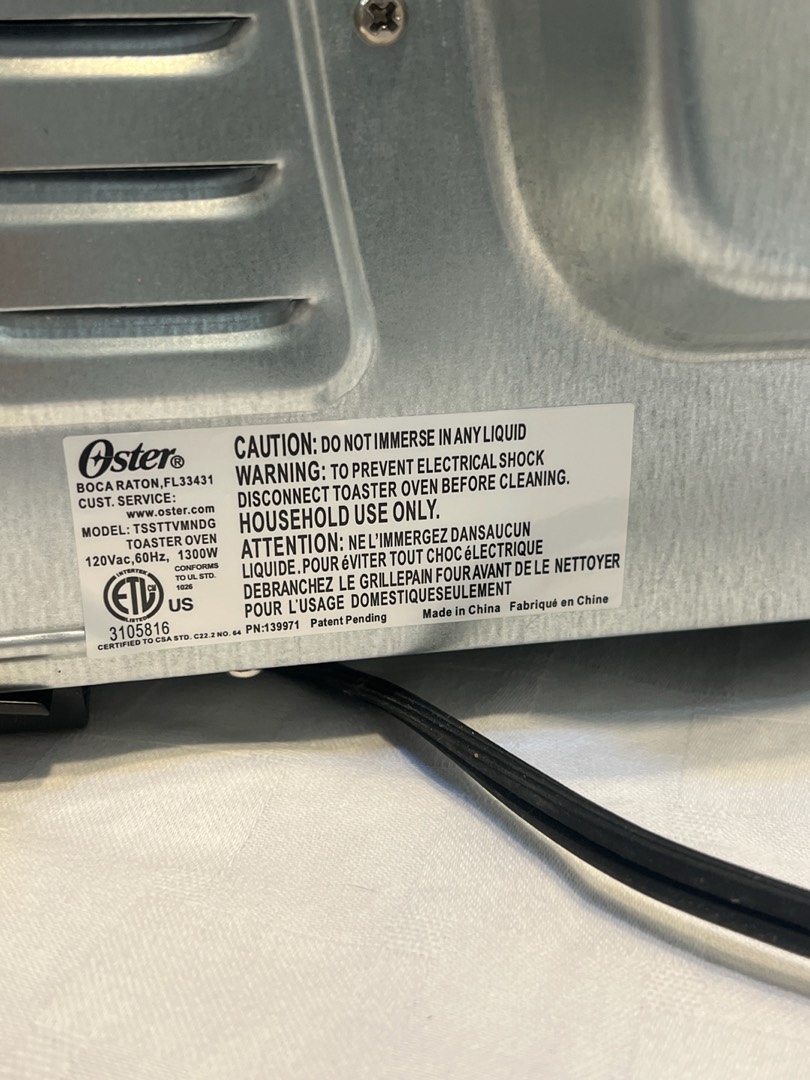 Oster®
BOCA RATON,FL33431
CUST. SERVICE:
www.oster.com
MODEL: TSSTTVMNDG
TOASTER OVEN
120Vac,60Hz, 1300W
INTERTEK
ETL
CM
LISTED
US
CONFORMS
TO UL STD.
1026
3105816
CERTIFIED TO CSA STD. C22.2 NO. 64
CAUTION: DO NOT IMMERSE IN ANY LIQUID
WARNING: TO PREVENT ELECTRICAL SHOCK
DISCONNECT TOASTER OVEN BEFORE CLEANING.
HOUSEHOLD USE ONLY.
ATTENTION: NE L'IMMERGEZ DANSAUCUN
LIQUIDE.POUR éVITER TOUT CHOC éLECTRIQUE
DEBRANCHEZ LE GRILLEPAIN FOUR AVANT DE LE NETTOYER
POUR L'USAGE DOMESTIQUESEULEMENT
PN:139971 Patent Pending Made in China Fabriqué en Chine